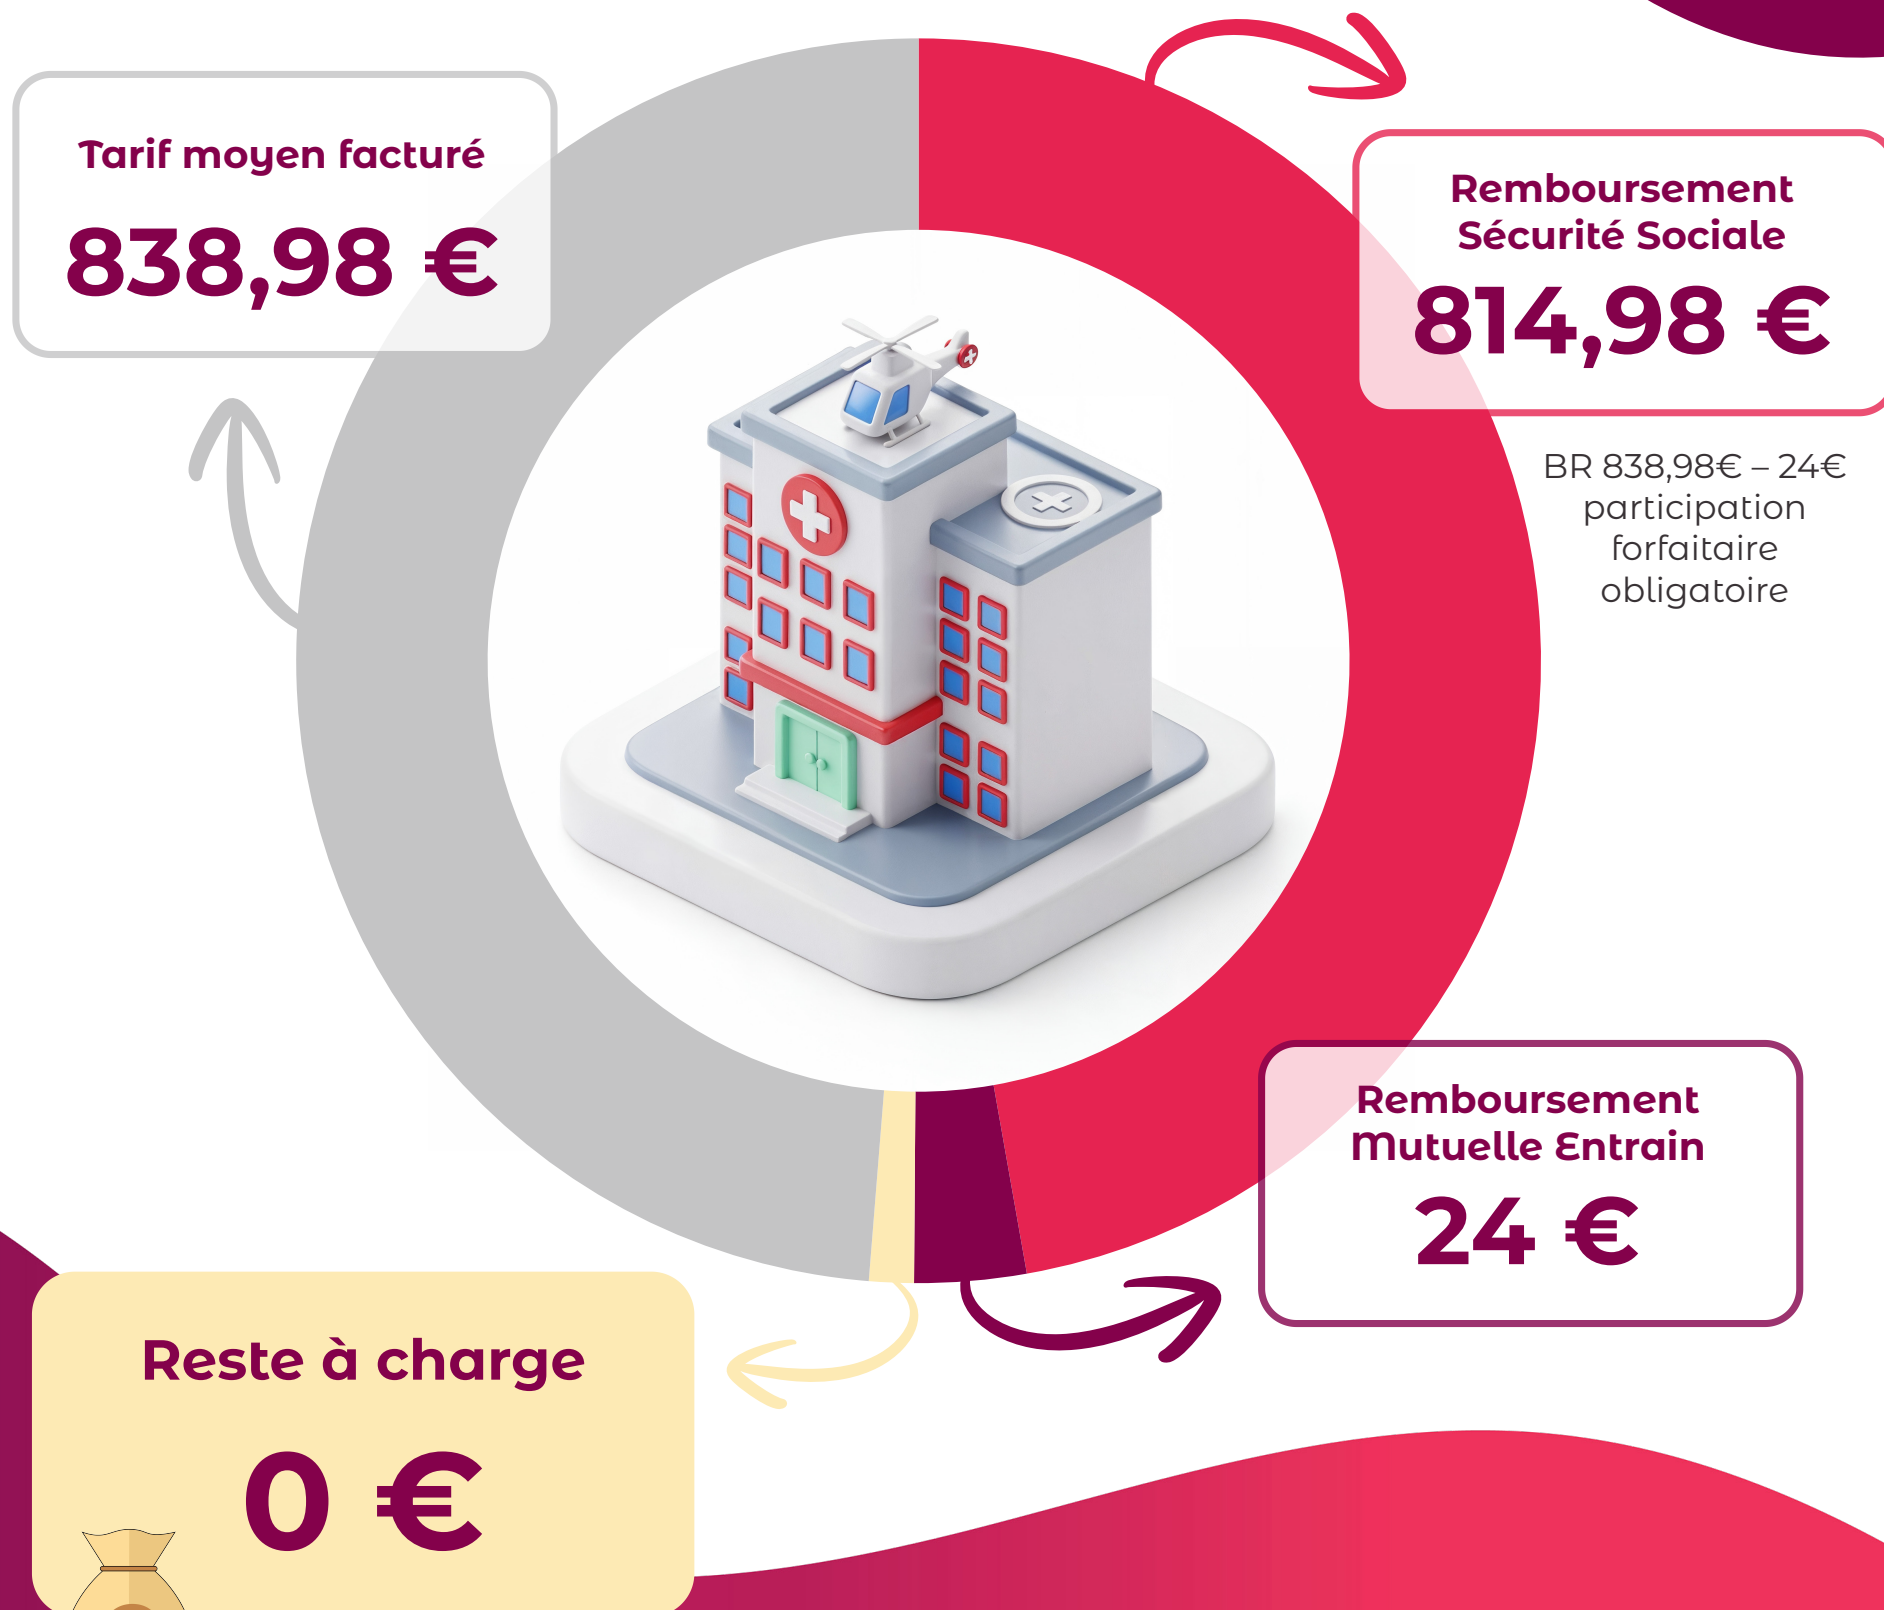 Tarif moyen facturé
838,98 €
Remboursement
Sécurité Sociale
814,98 €
BR 838,98€ – 24€
participation
forfaitaire
obligatoire
Remboursement
Mutuelle Entrain
24 €
Reste à charge
0 €